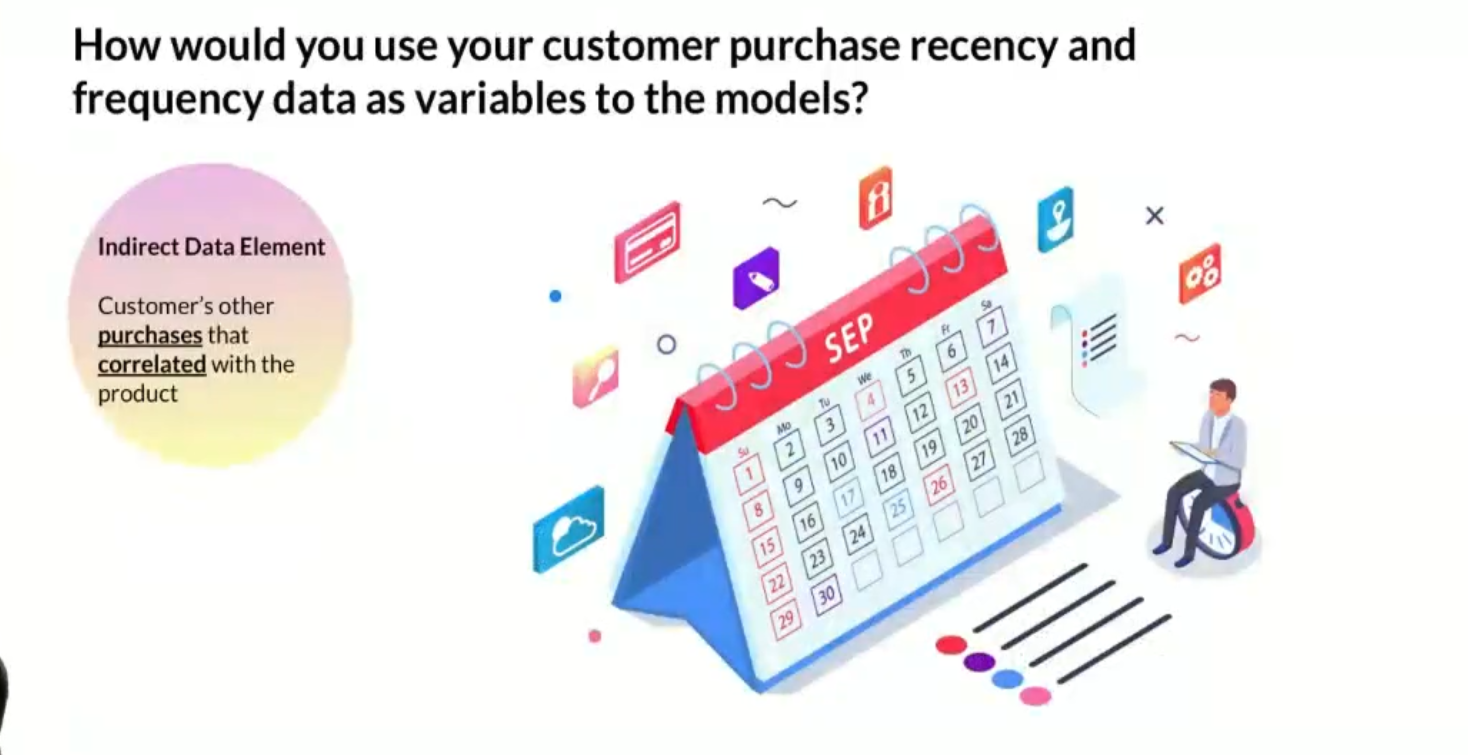 How would you use your customer purchase recency and
frequency data as variables to the models?
Indirect Data Element
Customer's other
purchases that
correlated with the
product
SEP
Su Mo Tu We Th Fr Sa
1 2 3 4 5 6 7
8 9 10 11 12 13 14
15 16 17 18 19 20 21
22 23 24 25 26 27 28
29 30